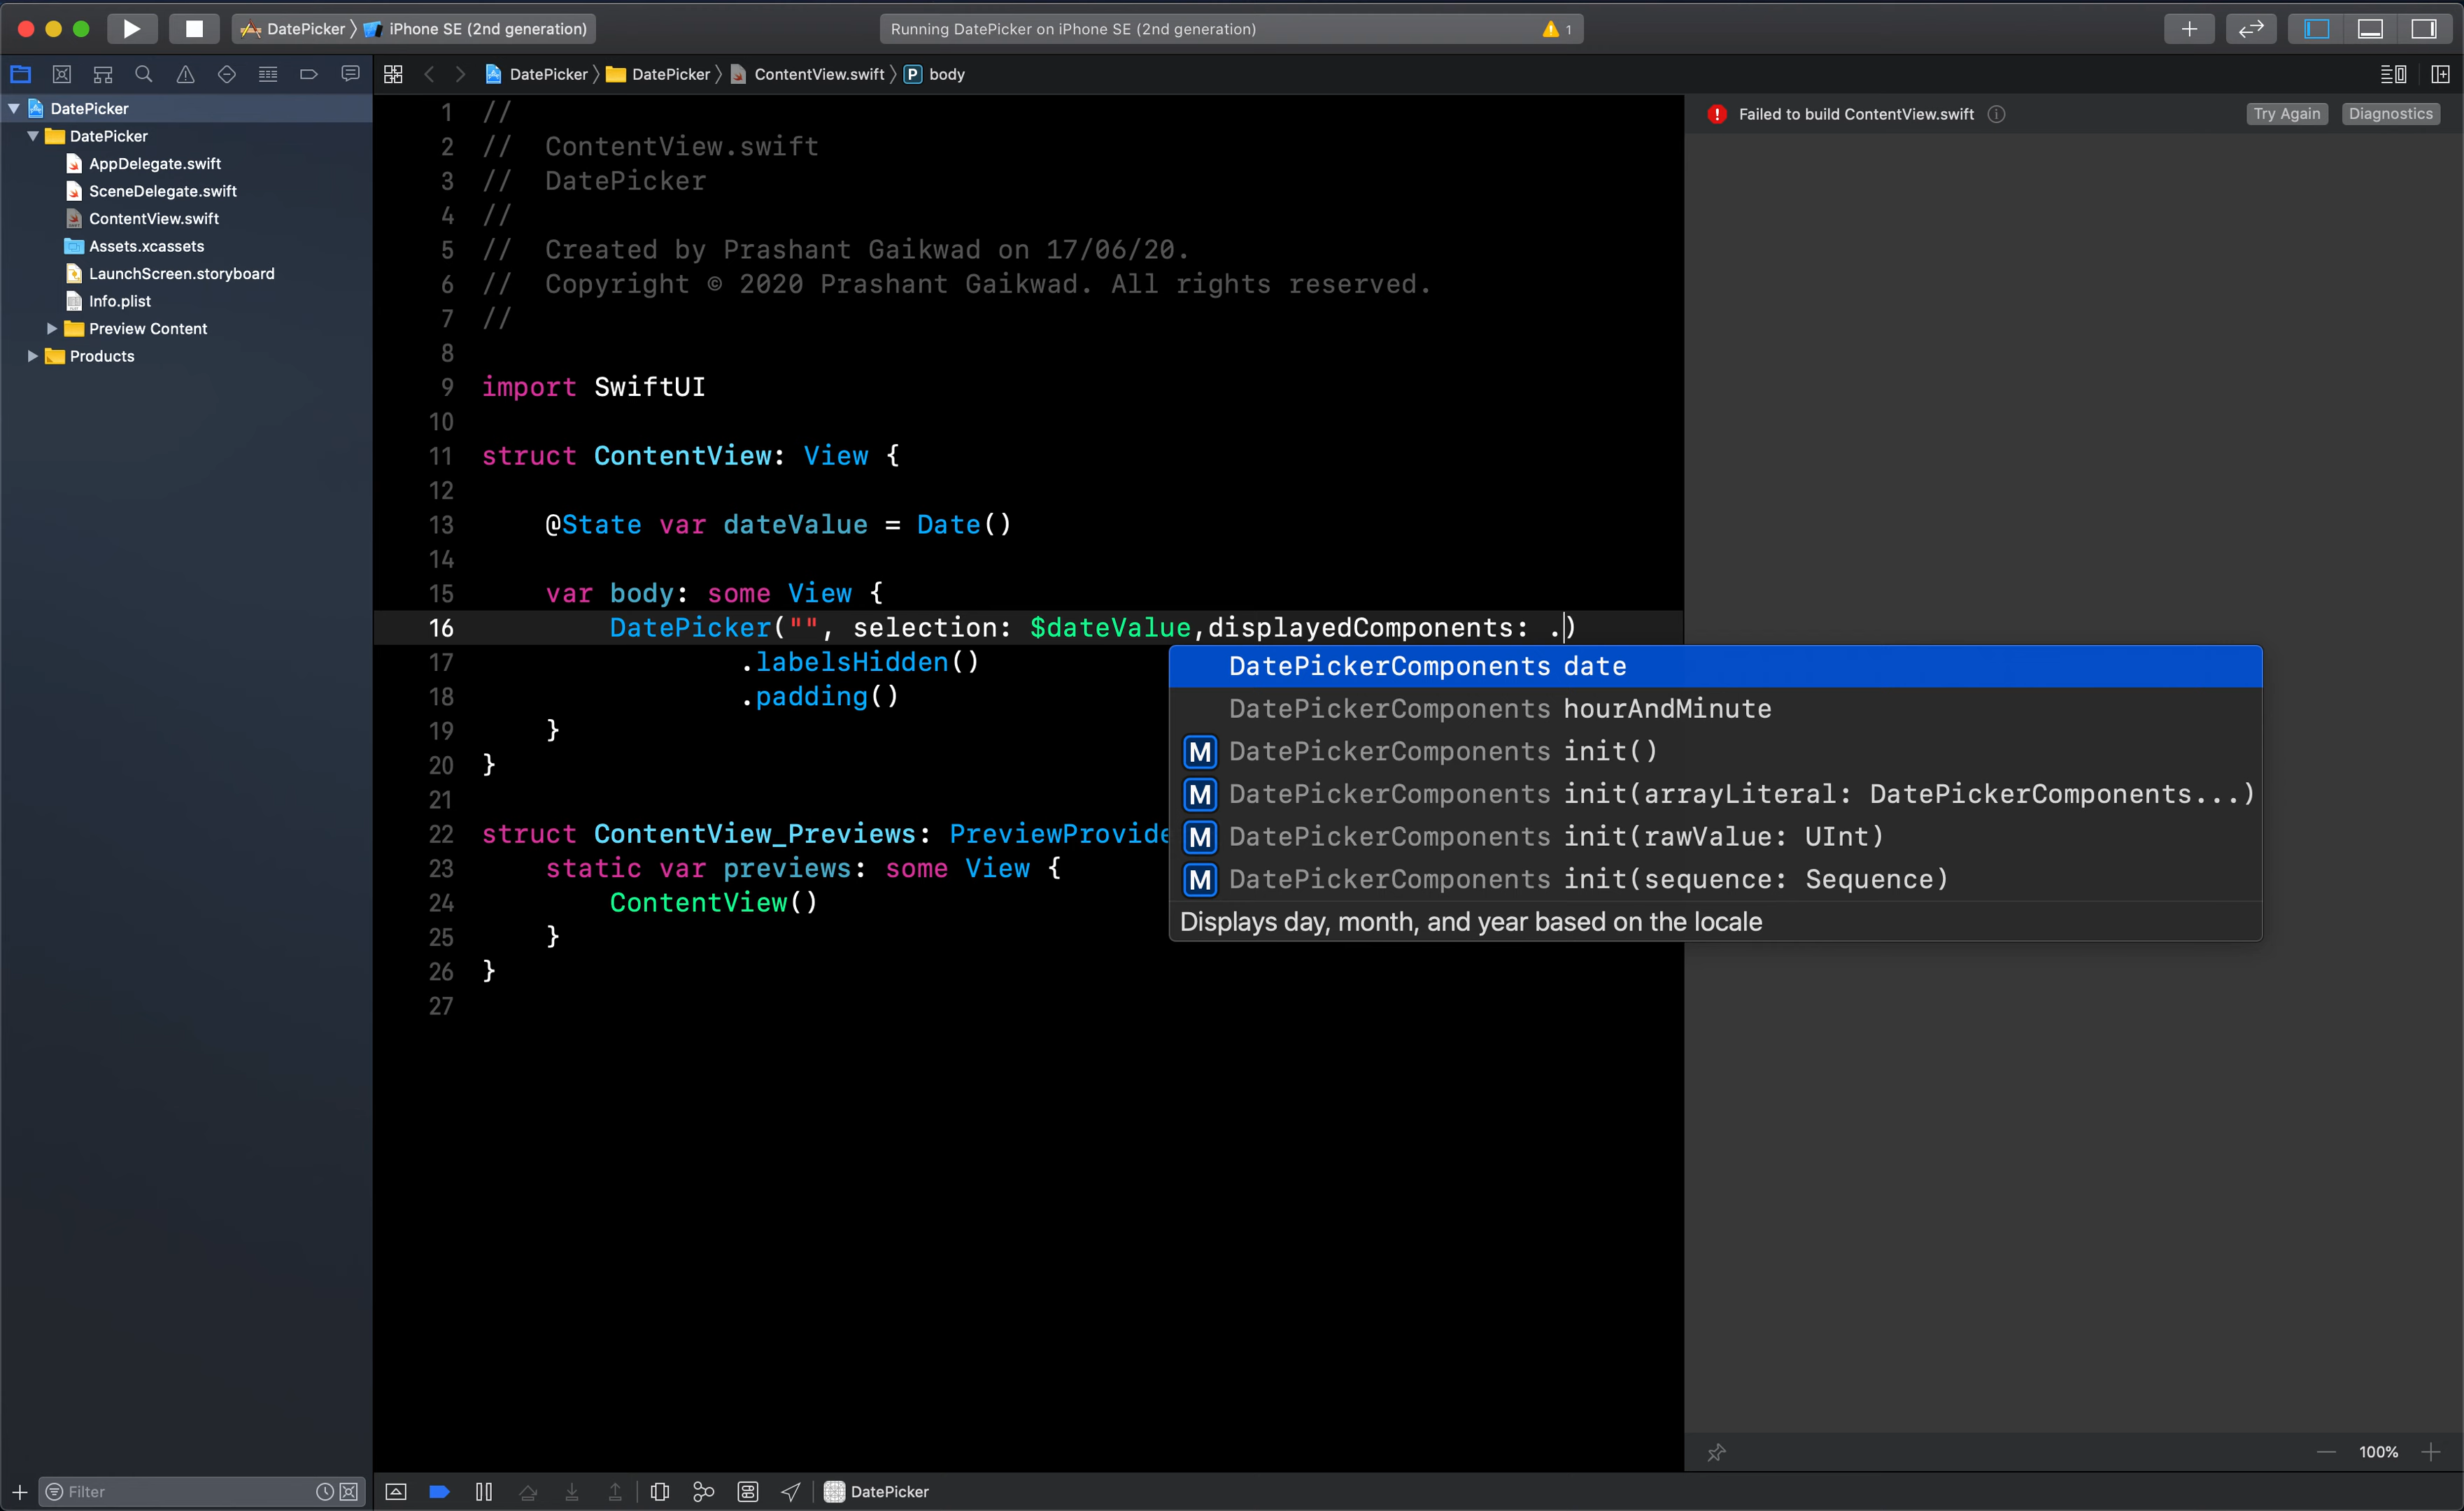 DatePicker iPhone SE (2nd generation)
Running DatePicker on iPhone SE (2nd generation) 1
DatePicker DatePicker ContentView.swift P body
DatePicker
DatePicker
AppDelegate.swift
SceneDelegate.swift
ContentView.swift
Assets.xcassets
LaunchScreen.storyboard
Info.plist
Preview Content
Products
Filter
1 //
2 //  ContentView.swift
3 //  DatePicker
4 //
5 //  Created by Prashant Gaikwad on 17/06/20.
6 //  Copyright © 2020 Prashant Gaikwad. All rights reserved.
7 //
8
9 import SwiftUI
10
11 struct ContentView: View {
12
13     @State var dateValue = Date()
14
15     var body: some View {
16         DatePicker("", selection: $dateValue,displayedComponents: .)
17                 .labelsHidden()
18                 .padding()
19     }
20 }
21
22 struct ContentView_Previews: PreviewProvide
23     static var previews: some View {
24         ContentView()
25     }
26 }
27
DatePickerComponents date
DatePickerComponents hourAndMinute
M DatePickerComponents init()
M DatePickerComponents init(arrayLiteral: DatePickerComponents...)
M DatePickerComponents init(rawValue: UInt)
M DatePickerComponents init(sequence: Sequence)
Displays day, month, and year based on the locale
Failed to build ContentView.swift Try Again Diagnostics
100%
DatePicker